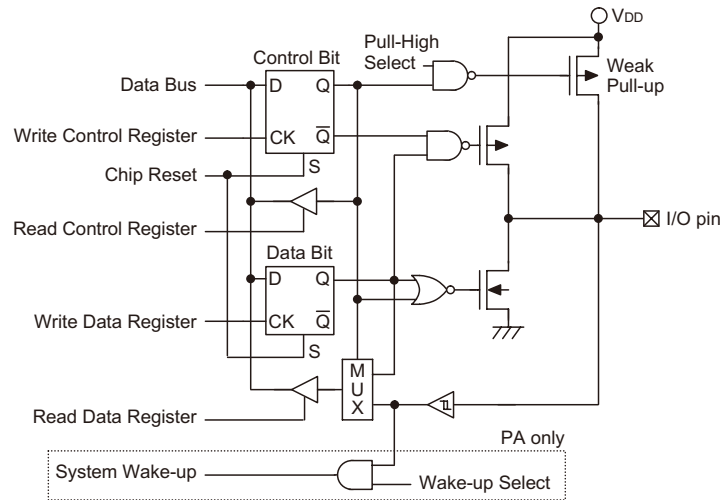 VDD
Control Bit
Pull-High
Select
Weak
Pull-up
Data Bus
D
Q
Write Control Register
CK
Q
S
Chip Reset
Read Control Register
I/O pin
Data Bit
D
Q
Write Data Register
CK
Q
S
M
U
X
Read Data Register
PA only
System Wake-up
Wake-up Select